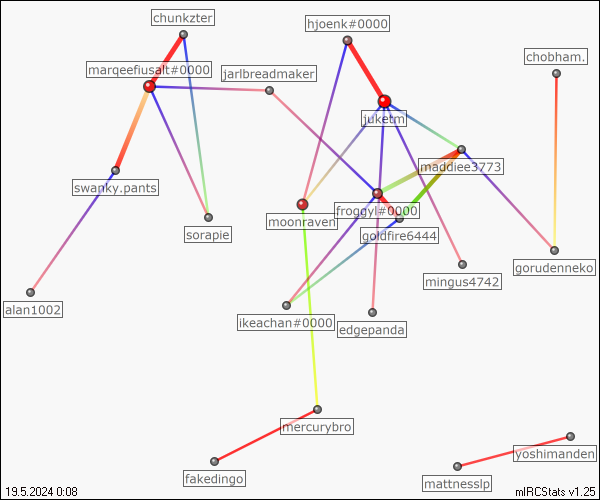 chunkzter
hjoenk#0000
chobham.
marqeefiusalt#0000
jarlbreadmaker
juketm
maddiee3773
swanky.pants
froggyl#0000
moonraven
sorapie
goldfire6444
gorudenneko
mingus4742
alan1002
ikeachan#0000
edgepanda
mercurybro
yoshimanden
fakedingo
mattnesslp
19.5.2024 0:08
mIRCStats v1.25